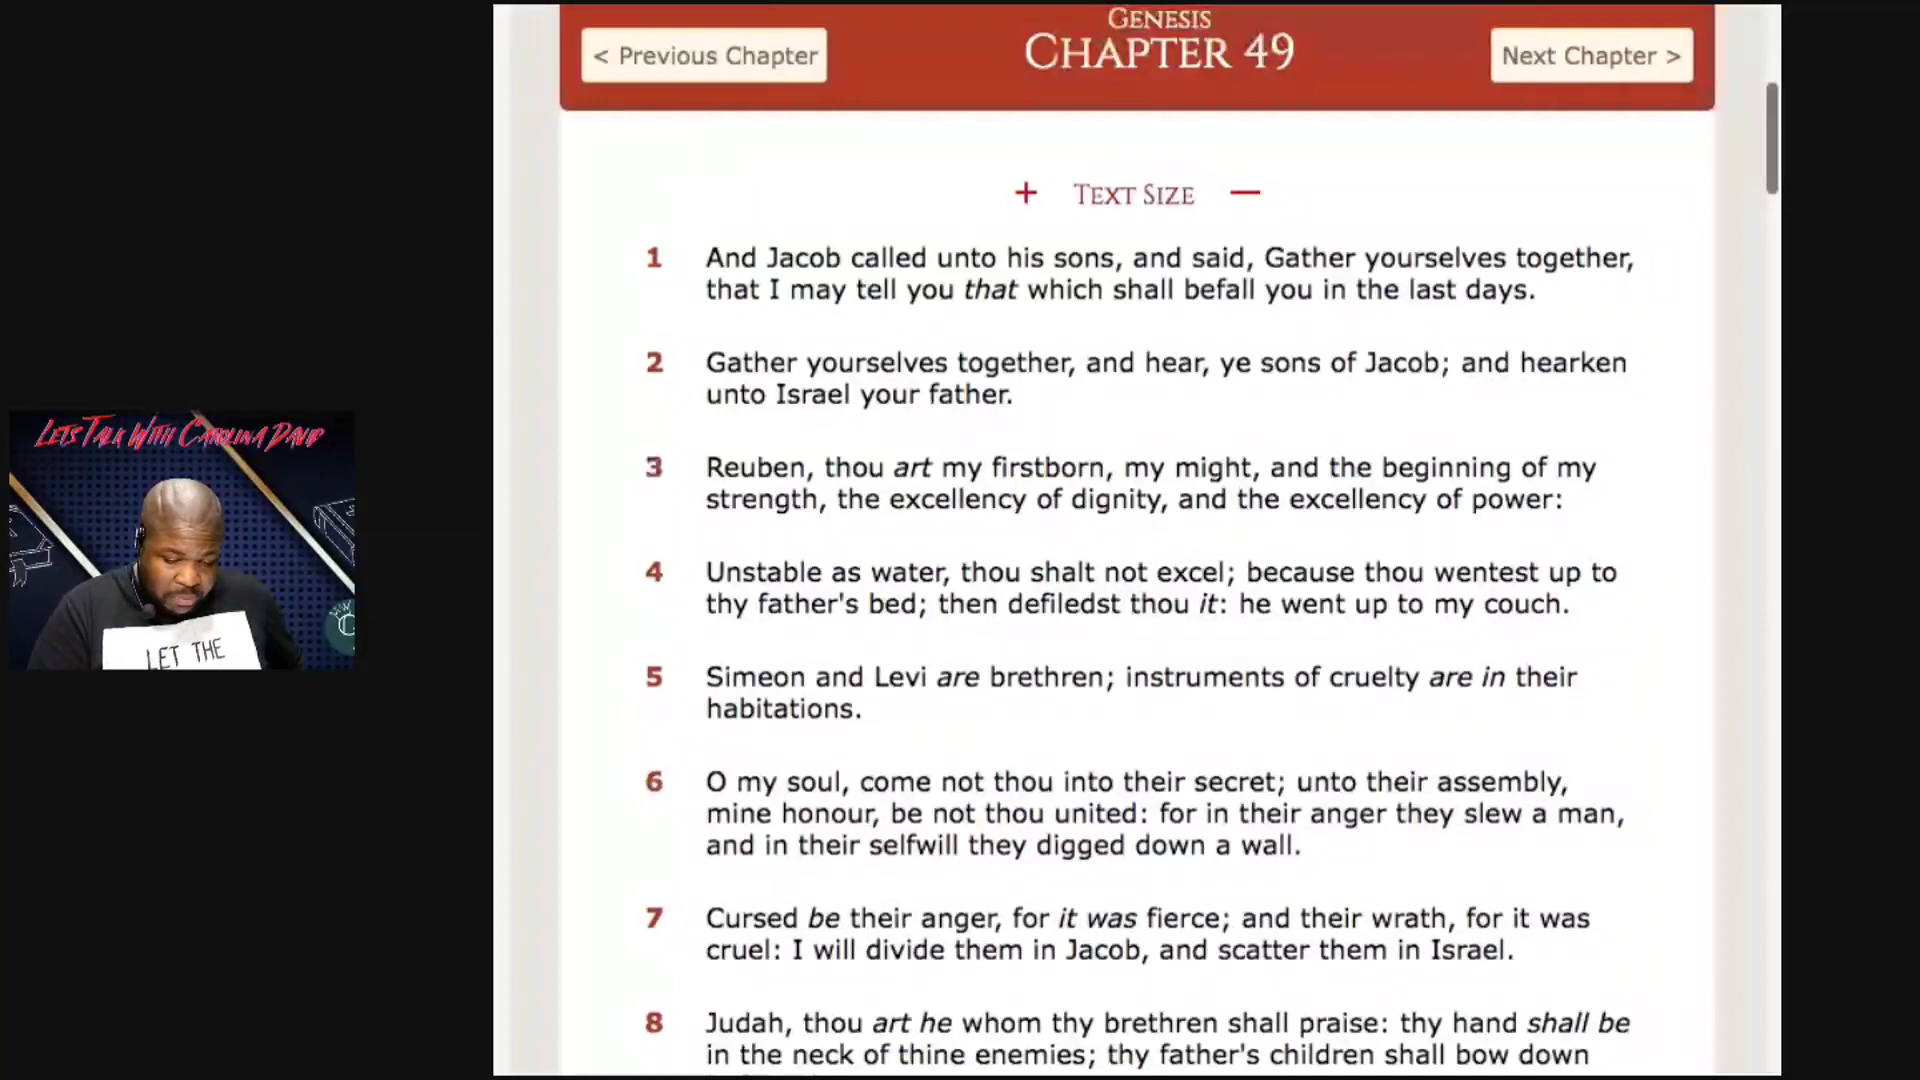 GENESIS
CHAPTER 49
< Previous Chapter
Next Chapter >
+ TEXT SIZE —
1 And Jacob called unto his sons, and said, Gather yourselves together,
that I may tell you that which shall befall you in the last days.
2 Gather yourselves together, and hear, ye sons of Jacob; and hearken
unto Israel your father.
3 Reuben, thou art my firstborn, my might, and the beginning of my
strength, the excellency of dignity, and the excellency of power:
4 Unstable as water, thou shalt not excel; because thou wentest up to
thy father's bed; then defiledst thou it: he went up to my couch.
5 Simeon and Levi are brethren; instruments of cruelty are in their
habitations.
6 O my soul, come not thou into their secret; unto their assembly,
mine honour, be not thou united: for in their anger they slew a man,
and in their selfwill they digged down a wall.
7 Cursed be their anger, for it was fierce; and their wrath, for it was
cruel: I will divide them in Jacob, and scatter them in Israel.
8 Judah, thou art he whom thy brethren shall praise: thy hand shall be
in the neck of thine enemies; thy father's children shall bow down
LETS TALK WITH CAROLINA DAVID
LET THE